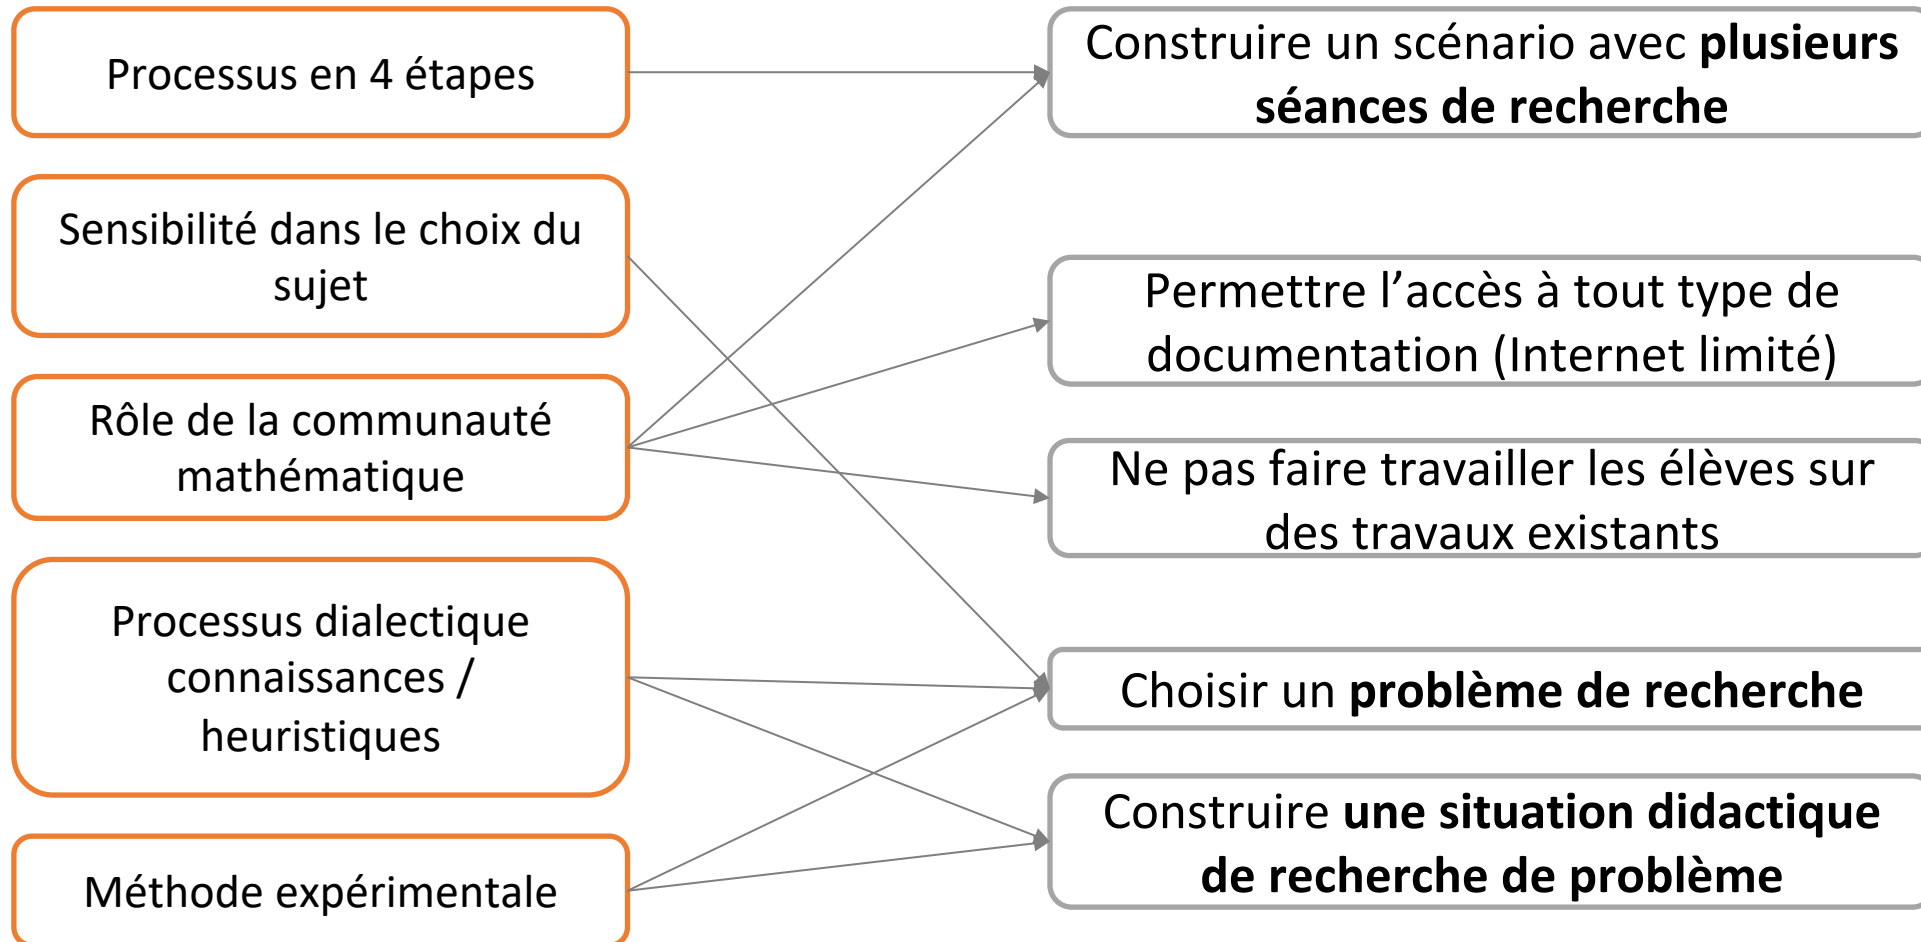 Processus en 4 étapes
Sensibilité dans le choix du
sujet
Rôle de la communauté
mathématique
Processus dialectique
connaissances /
heuristiques
Méthode expérimentale
Construire un scénario avec plusieurs
séances de recherche
Permettre l’accès à tout type de
documentation (Internet limité)
Ne pas faire travailler les élèves sur
des travaux existants
Choisir un problème de recherche
Construire une situation didactique
de recherche de problème